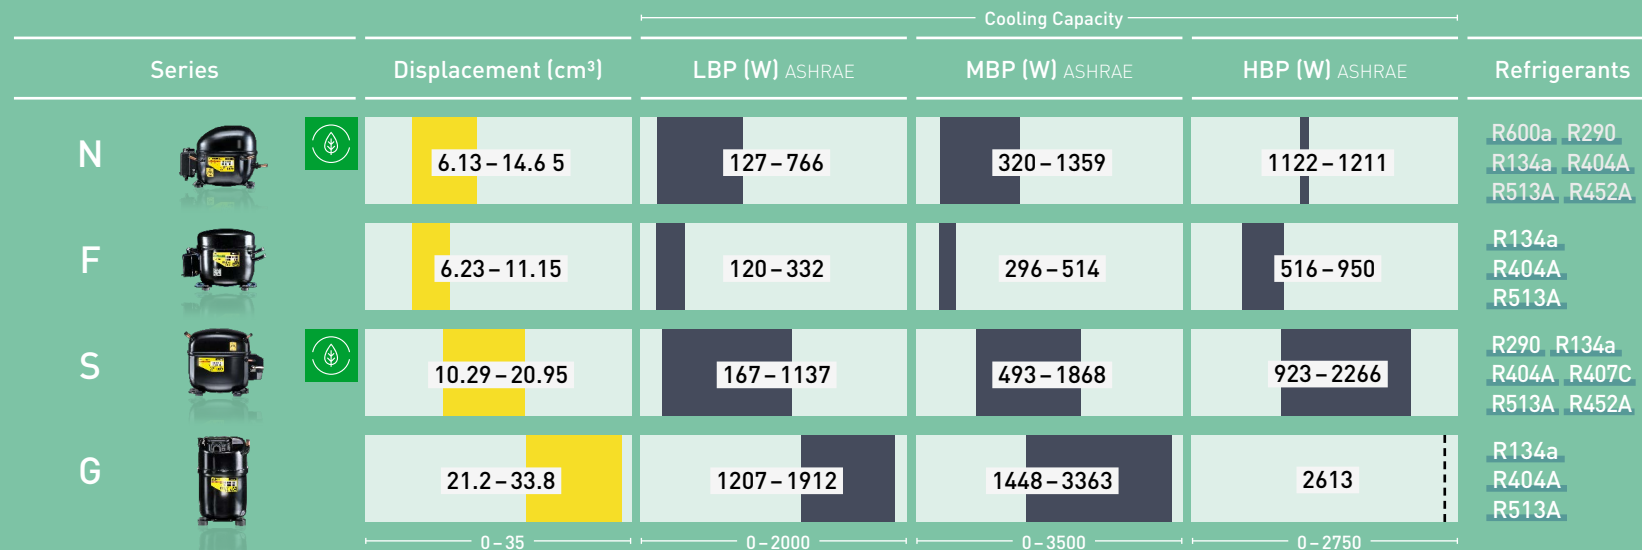 Cooling Capacity
Series Displacement (cm³) LBP (W) ASHRAE MBP (W) ASHRAE HBP (W) ASHRAE Refrigerants
N 6.13–14.6 5 127–766 320–1359 1122–1211
R600a R290
R134a R404A
R513A R452A
F 6.23–11.15 120–332 296–514 516–950
R134a
R404A
R513A
S 10.29–20.95 167–1137 493–1868 923–2266
R290 R134a
R404A R407C
R513A R452A
G 21.2–33.8 1207–1912 1448–3363 2613
R134a
R404A
R513A
0–35 0–2000 0–3500 0–2750